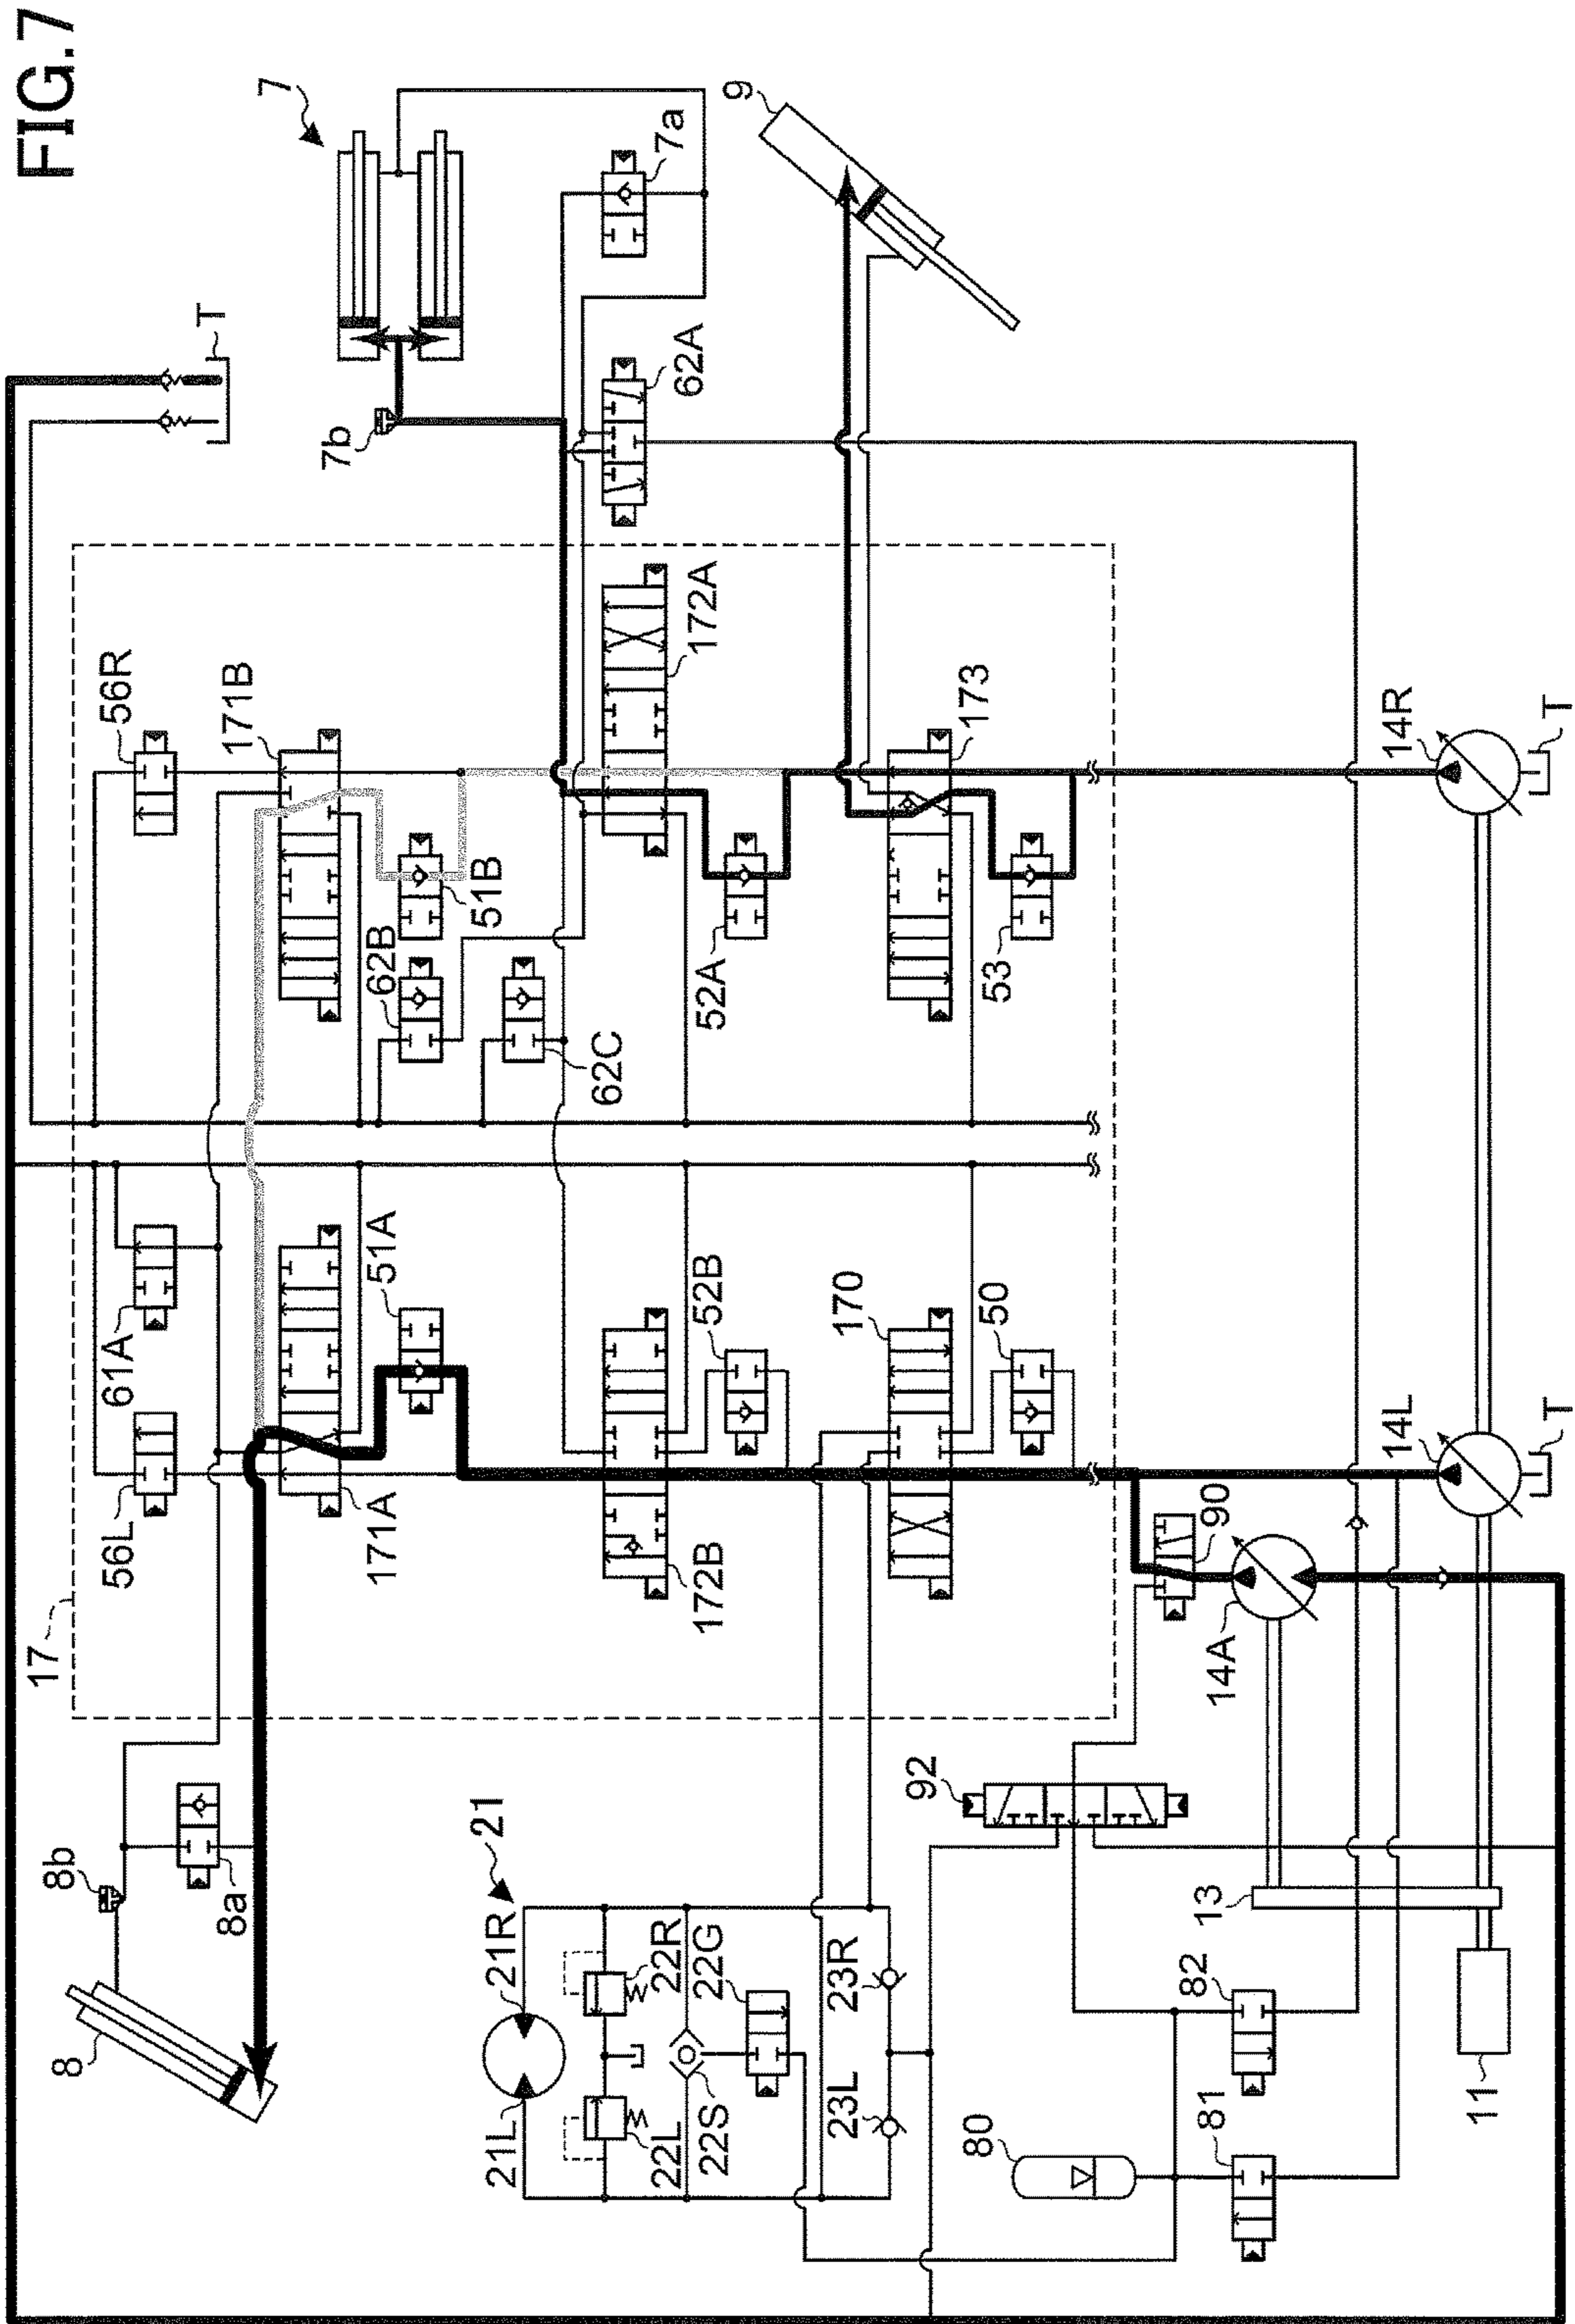 FIG.7
7
7a
9
T
7b
62A
56R
171B
172A
173
14R
T
51B
62B
52A
53
62C
61A
51A
52B
170
50
56L
171A
172B
90
14L
T
14A
17
92
8b
8a
8
21
21R
22R
22G
23R
13
82
21L
22L
22S
23L
80
81
11